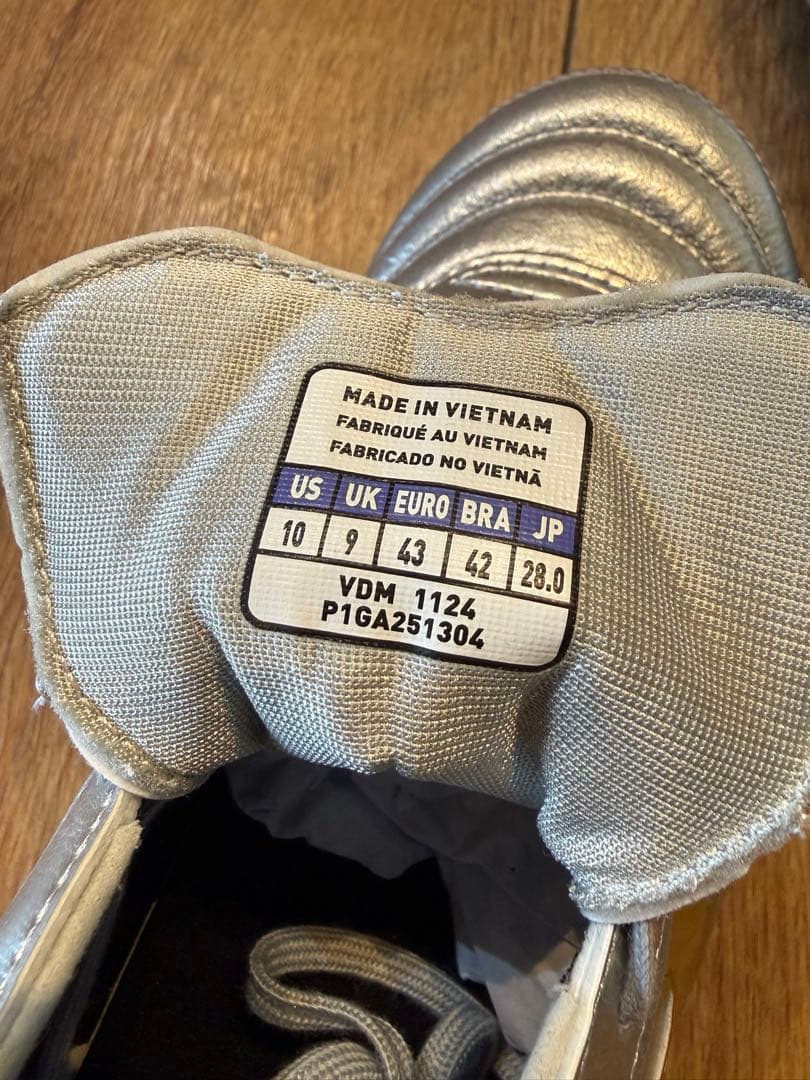 MADE IN VIETNAM
FABRIQUÉ AU VIETNAM
FABRICADO NO VIETNÃ
US UK EURO BRA JP
10 9 43 42 28.0
VDM 1124
P1GA251304